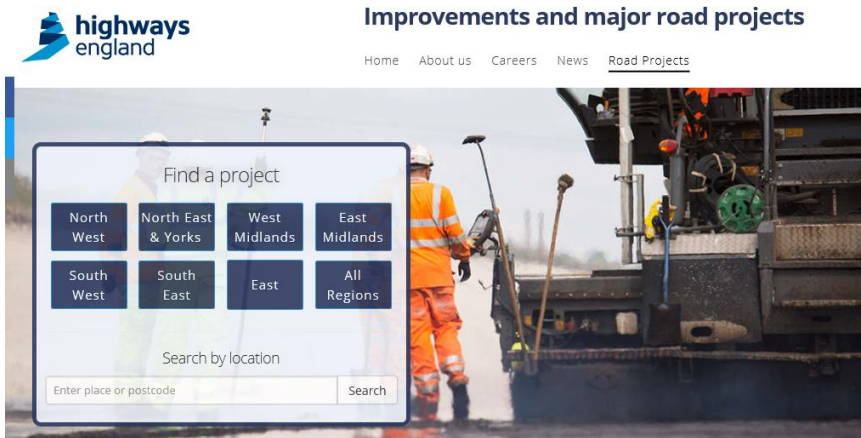 highways
england
Improvements and major road projects
Home About us Careers News Road Projects
Find a project
North West
North East & Yorks
West Midlands
East Midlands
South West
South East
East
All Regions
Search by location
Enter place or postcode
Search